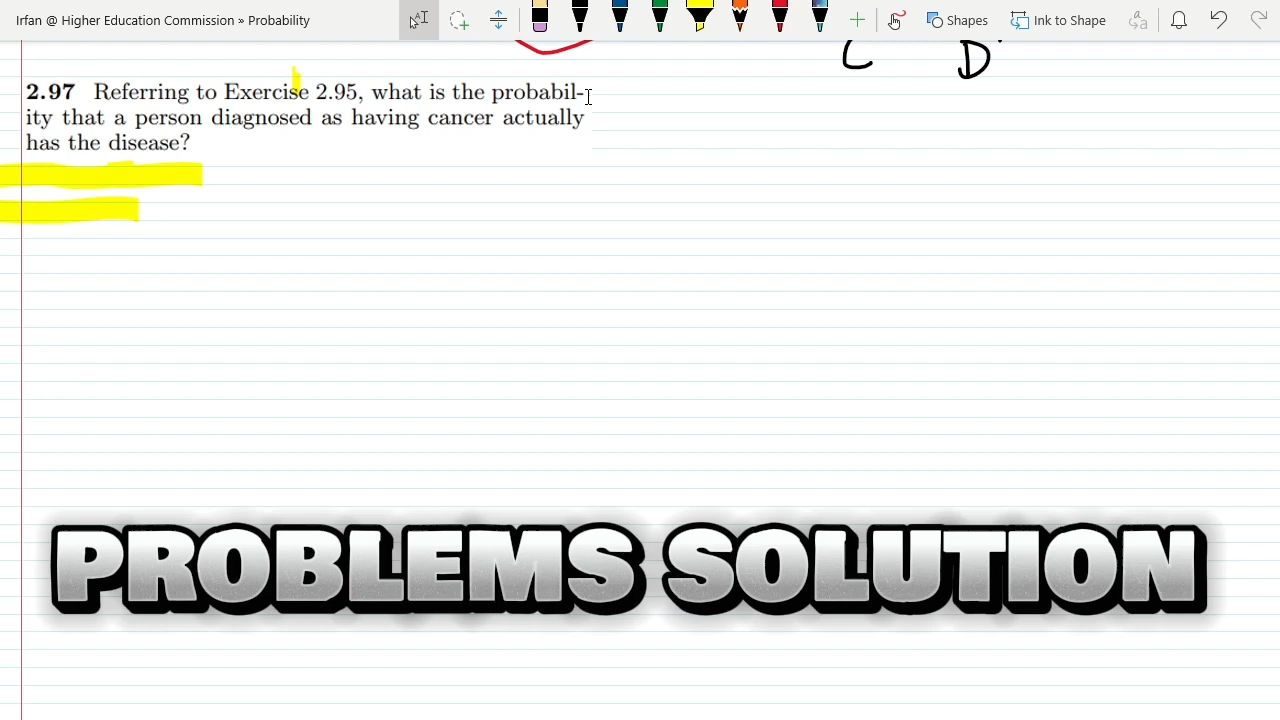 Irfan @ Higher Education Commission » Probability
Shapes
Ink to Shape
C D
2.97 Referring to Exercise 2.95, what is the probabil-
ity that a person diagnosed as having cancer actually
has the disease?
PROBLEMS SOLUTION